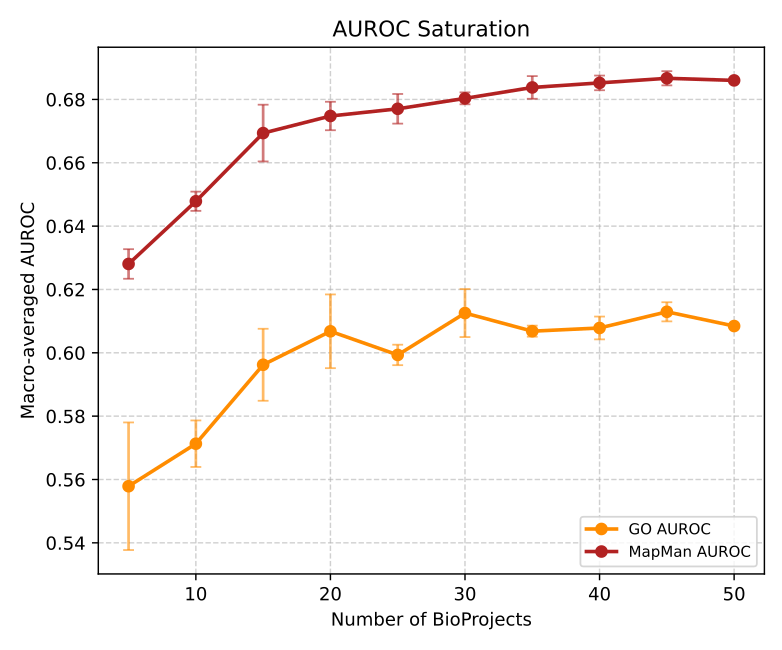 AUROC Saturation
Macro-averaged AUROC
0.68
0.66
0.64
0.62
0.60
0.58
0.56
0.54
GO AUROC
MapMan AUROC
10
20
30
40
50
Number of BioProjects